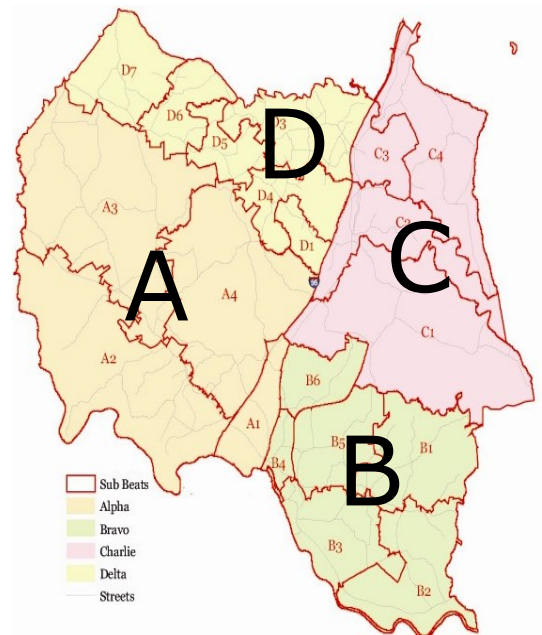 D7
D6
D3
D5
C3
C4
D
D4
A3
C2
D1
C
A4
A
C1
A2
B6
A1
B5
B1
B4
B
Sub Beats
Alpha
Bravo
B3
Charlie
Delta
B2
Streets